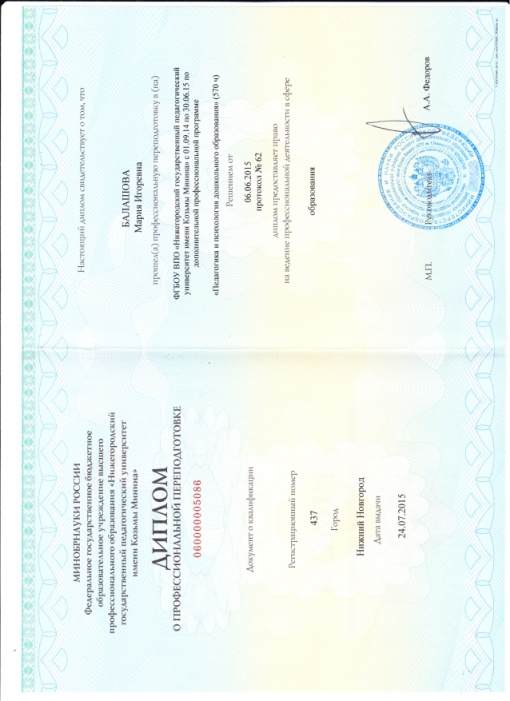 МИНОБРНАУКИ РОССИИ
Федеральное государственное бюджетное
образовательное учреждение высшего
профессионального образования «Нижегородский
государственный педагогический университет
имени Козьмы Минина»
ДИПЛОМ
О ПРОФЕССИОНАЛЬНОЙ ПЕРЕПОДГОТОВКЕ
060000005086
Документ о квалификации
Регистрационный номер
437
Город
Нижний Новгород
Дата выдачи
24.07.2015
Настоящий диплом свидетельствует о том, что
БАЛАШОВА
Мария Игоревна
прошел(а) профессиональную переподготовку в (на)
ФГБОУ ВПО «Нижегородский государственный педагогический
университет имени Козьмы Минина» с 01.09.14 по 30.06.15 по
дополнительной профессиональной программе
«Педагогика и психология дошкольного образования» (570 ч)
Решением от
06.06.2015
протокол № 62
диплом предоставляет право
на ведение профессиональной деятельности в сфере
образования
М.П.
Руководитель
А.А. Федоров